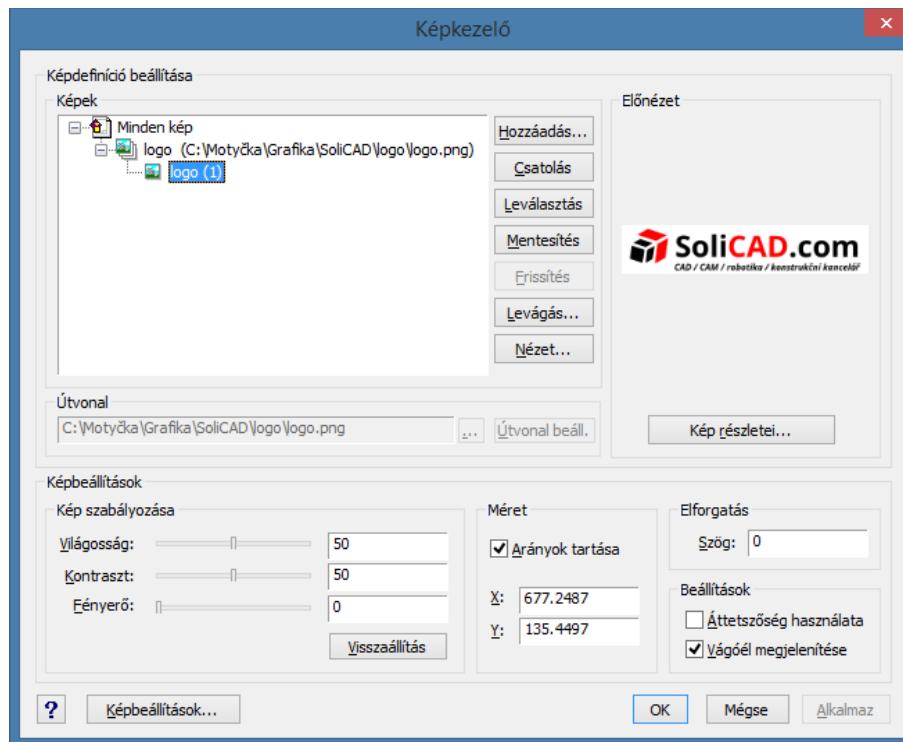 Képkezelő
Képdefiníció beállítása
Képek
Minden kép
logo (C:\Motyčka\Grafika\SoliCAD\logo\logo.png)
logo (1)
Hozzáadás...
Csatolás
Leválasztás
Mentesítés
Frissítés
Levágás...
Nézet...
Előnézet
SoliCAD.com
CAD / CAM / robotika / konstrukční kancelář
Kép részletei...
Útvonal
C:\Motyčka\Grafika\SoliCAD\logo\logo.png
...
Útvonal beáll.
Képbeállítások
Kép szabályozása
Világosság: 50
Kontraszt: 50
Fényerő: 0
Visszaállítás
Méret
Arányok tartása
X: 677.2487
Y: 135.4497
Elforgatás
Szög: 0
Beállítások
Áttetszőség használata
Vágóél megjelenítése
?
Képbeállítások...
OK
Mégse
Alkalmaz